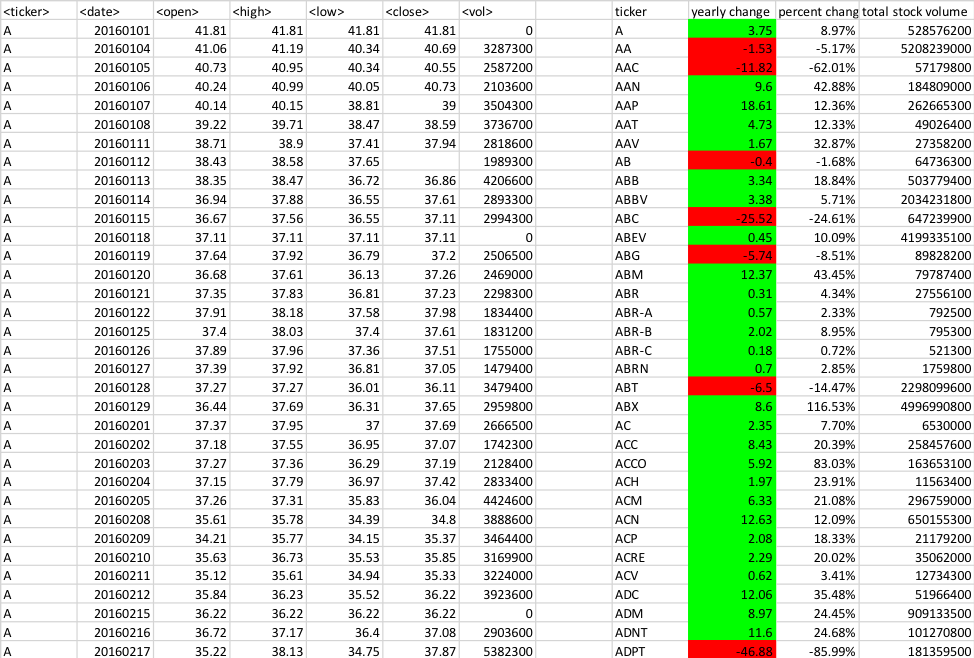 <ticker> <date> <open> <high> <low> <close> <vol> ticker yearly change percent chang total stock volume
A 20160101 41.81 41.81 41.81 41.81 0 A 3.75 8.97% 528576200
A 20160104 41.06 41.19 40.34 40.69 3287300 AA -1.53 -5.17% 5208239000
A 20160105 40.73 40.95 40.34 40.55 2587200 AAC -11.82 -62.01% 57179800
A 20160106 40.24 40.99 40.05 40.73 2103600 AAN 9.6 42.88% 184809000
A 20160107 40.14 40.15 38.81 39 3504300 AAP 18.61 12.36% 262665300
A 20160108 39.22 39.71 38.47 38.59 3736700 AAT 4.73 12.33% 49026400
A 20160111 38.71 38.9 37.41 37.94 2818600 AAV 1.67 32.87% 27358200
A 20160112 38.43 38.58 37.65 1989300 AB -0.4 -1.68% 64736300
A 20160113 38.35 38.47 36.72 36.86 4206600 ABB 3.34 18.84% 503779400
A 20160114 36.94 37.88 36.55 37.61 2893300 ABBV 3.38 5.71% 2034231800
A 20160115 36.67 37.56 36.55 37.11 2994300 ABC -25.52 -24.61% 647239900
A 20160118 37.11 37.11 37.11 37.11 0 ABEV 0.45 10.09% 4199335100
A 20160119 37.64 37.92 36.79 37.2 2506500 ABG -5.74 -8.51% 89828200
A 20160120 36.68 37.61 36.13 37.26 2469000 ABM 12.37 43.45% 79787400
A 20160121 37.35 37.83 36.81 37.23 2298300 ABR 0.31 4.34% 27556100
A 20160122 37.91 38.18 37.58 37.98 1834400 ABR-A 0.57 2.33% 792500
A 20160125 37.4 38.03 37.4 37.61 1831200 ABR-B 2.02 8.95% 795300
A 20160126 37.89 37.96 37.36 37.51 1755000 ABR-C 0.18 0.72% 521300
A 20160127 37.39 37.92 36.81 37.05 1479400 ABRN 0.7 2.85% 1759800
A 20160128 37.27 37.27 36.01 36.11 3479400 ABT -6.5 -14.47% 2298099600
A 20160129 36.44 37.69 36.31 37.65 2959800 ABX 8.6 116.53% 4996990800
A 20160201 37.37 37.95 37 37.69 2666500 AC 2.35 7.70% 6530000
A 20160202 37.18 37.55 36.95 37.07 1742300 ACC 8.43 20.39% 258457600
A 20160203 37.27 37.36 36.29 37.19 2128400 ACCO 5.92 83.03% 163653100
A 20160204 37.15 37.79 36.97 37.42 2833400 ACH 1.97 23.91% 11563400
A 20160205 37.26 37.31 35.83 36.04 4424600 ACM 6.33 21.08% 296759000
A 20160208 35.61 35.78 34.39 34.8 3888600 ACN 12.63 12.09% 650155300
A 20160209 34.21 35.77 34.15 35.37 3464400 ACP 2.08 18.33% 21179200
A 20160210 35.63 36.73 35.53 35.85 3169900 ACRE 2.29 20.02% 35062000
A 20160211 35.12 35.61 34.94 35.33 3224000 ACV 0.62 3.41% 12734300
A 20160212 35.84 36.23 35.52 36.22 3923600 ADC 12.06 35.48% 51966400
A 20160215 36.22 36.22 36.22 36.22 0 ADM 8.97 24.45% 909133500
A 20160216 36.72 37.17 36.4 37.08 2903600 ADNT 11.6 24.68% 101270800
A 20160217 35.22 38.13 34.75 37.87 5382300 ADPT -46.88 -85.99% 181359500